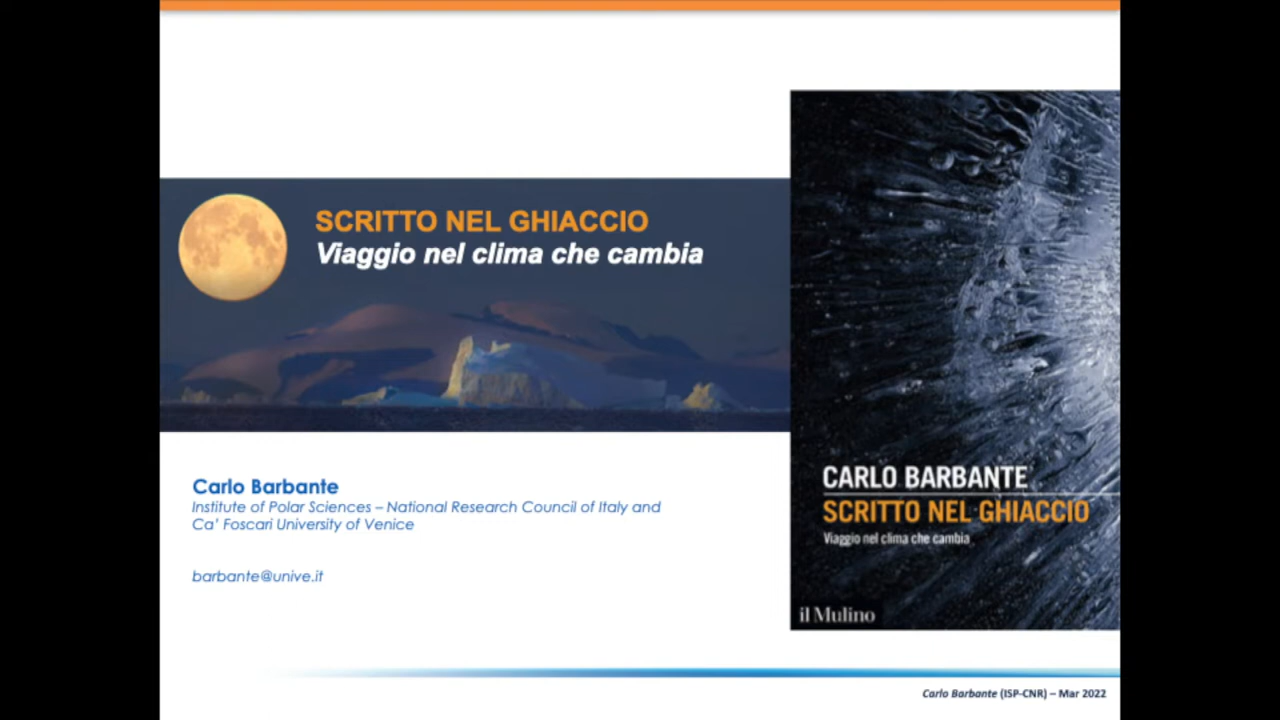 SCRITTO NEL GHIACCIO
Viaggio nel clima che cambia
Carlo Barbante
Institute of Polar Sciences – National Research Council of Italy and
Ca' Foscari University of Venice
barbante@unive.it
CARLO BARBANTE
SCRITTO NEL GHIACCIO
Viaggio nel clima che cambia
il Mulino
Carlo Barbante (ISP-CNR) – Mar 2022